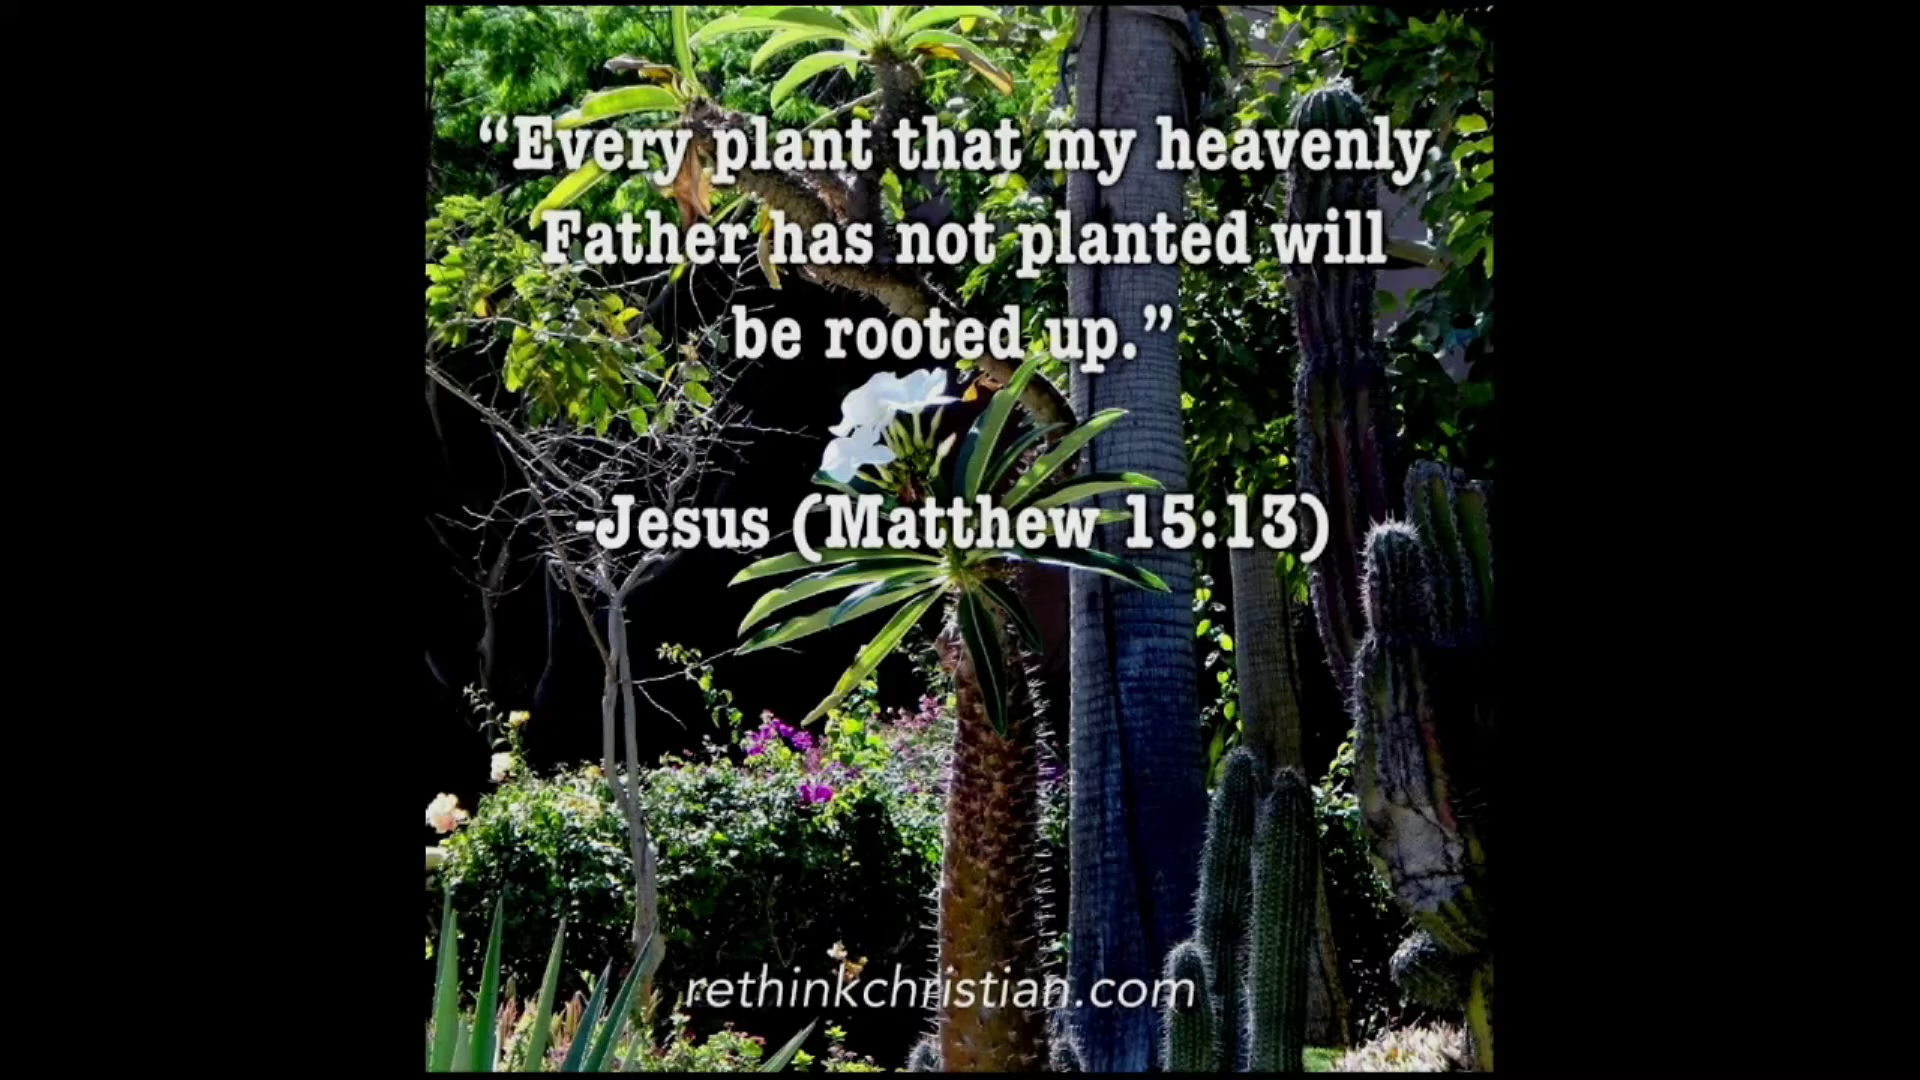 “Every plant that my heavenly
Father has not planted will
be rooted up.”
-Jesus (Matthew 15:13)
rethinkchristian.com